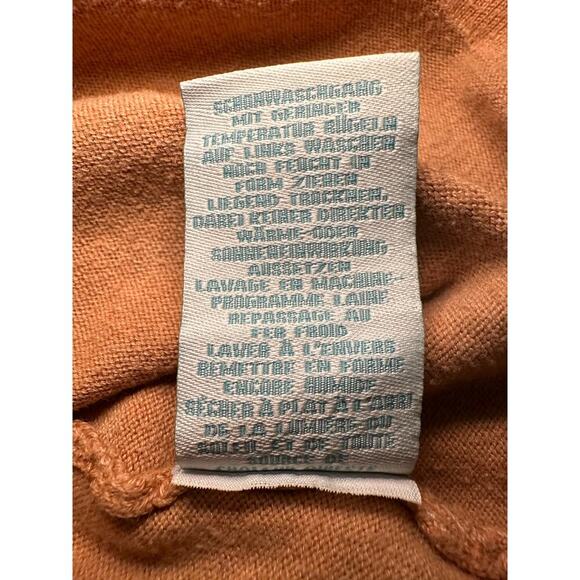 SCHONWASCHGANG
MIT GERINGER
TEMPERATUR BÜGELN
AUF LINKS WASCHEN
NOCH FEUCHT IN
FORM ZIEHEN
LIEGEND TROCKNEN,
DABEI KEINER DIREKTEN
WÄRME-ODER
SONNENEINWIRKUNG
AUSSETZEN
LAVAGE EN MACHINE-
PROGRAMME LAINE
REPASSAGE AU
FER FROID
LAVER À L'ENVERS
REMETTRE EN FORME
ENCORE HUMIDE
SÉCHER À PLAT À L'ABRI
DE LA LUMIÈRE DU
SOLEIL ET DE TOUTE
SOURCE DE